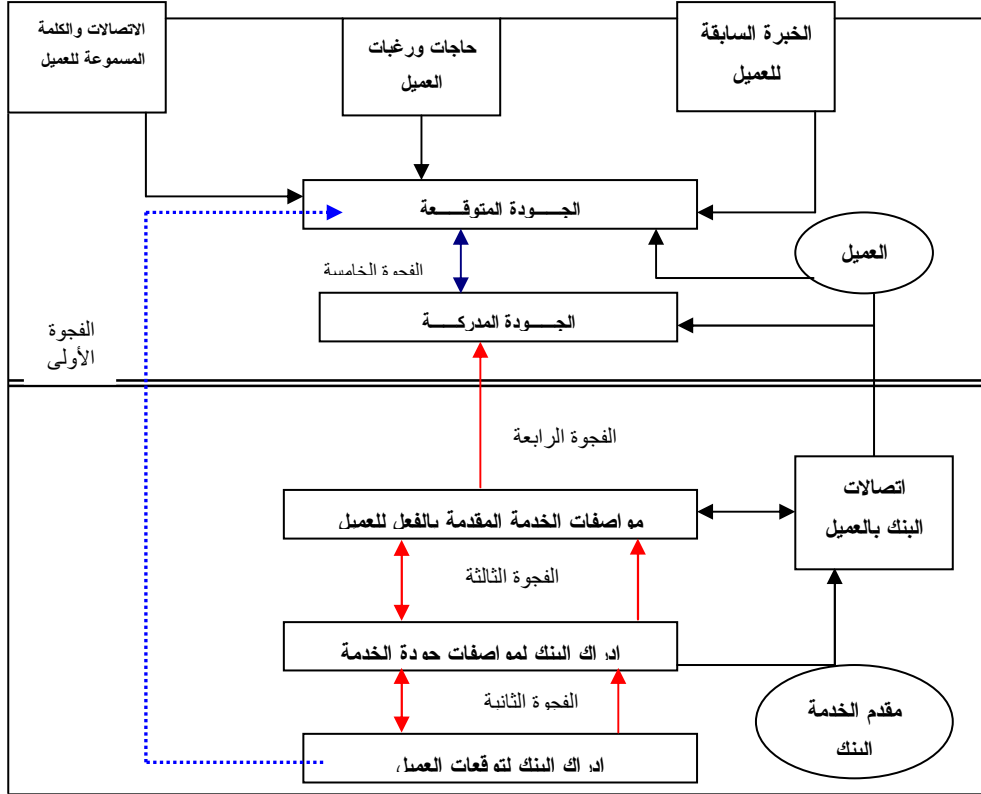 الخبرة السابقة
للعميل
حاجات ورغبات
العميل
الاتصالات والكلمة
المسموعة للعميل
الجـــودة المتوقـــعة
العميل
الفجوة الخامسة
الجـــودة المدركـــة
الفجوة
الأولى
الفجوة الرابعة
اتصالات
البنك بالعميل
مواصفات الخدمة المقدمة بالفعل للعميل
الفجوة الثالثة
ادراك البنك لمواصفات جودة الخدمة
الفجوة الثانية
مقدم الخدمة
البنك
ادراك البنك لتوقعات العميل